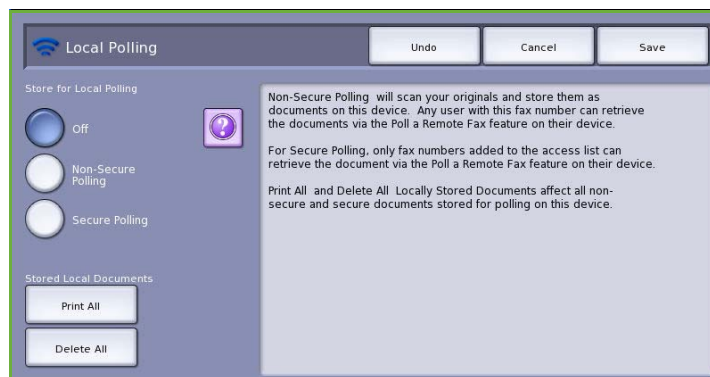 Local Polling
Undo
Cancel
Save
Store for Local Polling
Off
Non-Secure
Polling
Secure Polling
Stored Local Documents
Print All
Delete All
Non-Secure Polling will scan your originals and store them as
documents on this device. Any user with this fax number can retrieve
the documents via the Poll a Remote Fax feature on their device.
For Secure Polling, only fax numbers added to the access list can
retrieve the document via the Poll a Remote Fax feature on their device.
Print All and Delete All Locally Stored Documents affect all non-
secure and secure documents stored for polling on this device.